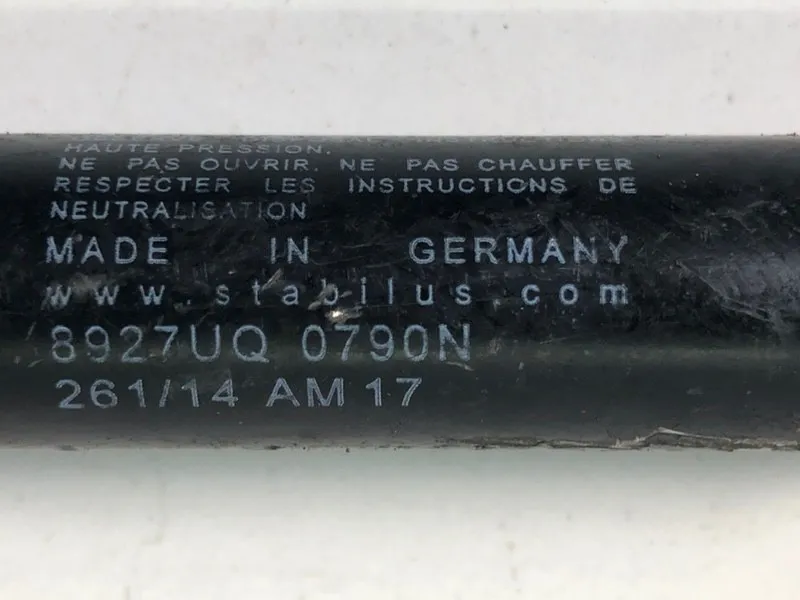 HAUTE PRESSION.
NE PAS OUVRIR. NE PAS CHAUFFER
RESPECTER LES INSTRUCTIONS DE
NEUTRALISATION
MADE IN GERMANY
www.stabilus.com
8927UQ 0790N
261/14 AM 17